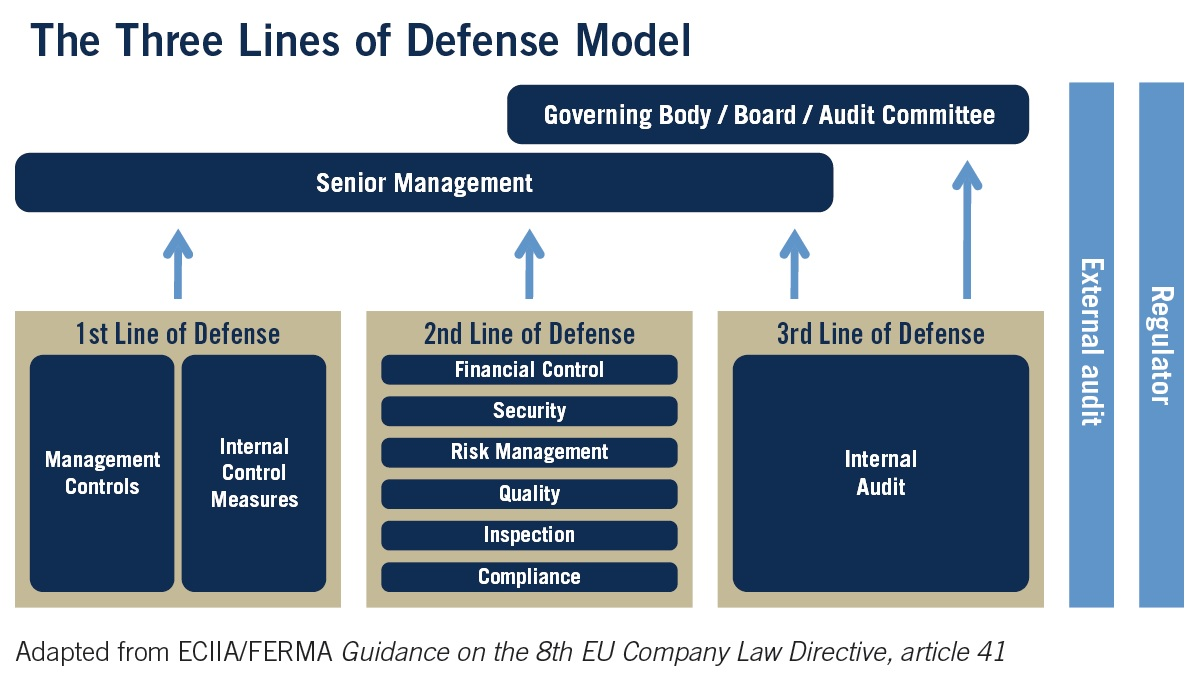 The Three Lines of Defense Model
Governing Body / Board / Audit Committee
Senior Management
1st Line of Defense
Management
Controls
Internal
Control
Measures
2nd Line of Defense
Financial Control
Security
Risk Management
Quality
Inspection
Compliance
3rd Line of Defense
Internal
Audit
External audit
Regulator
Adapted from ECIIA/FERMA Guidance on the 8th EU Company Law Directive, article 41